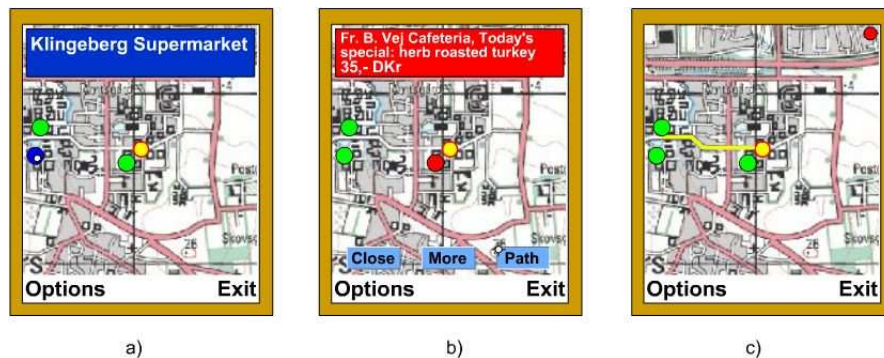 Klingeberg Supermarket
Options Exit
a)
Fr. B. Vej Cafeteria, Today's
special: herb roasted turkey
35,- DKr
Close More Path
Options Exit
b)
Options Exit
c)